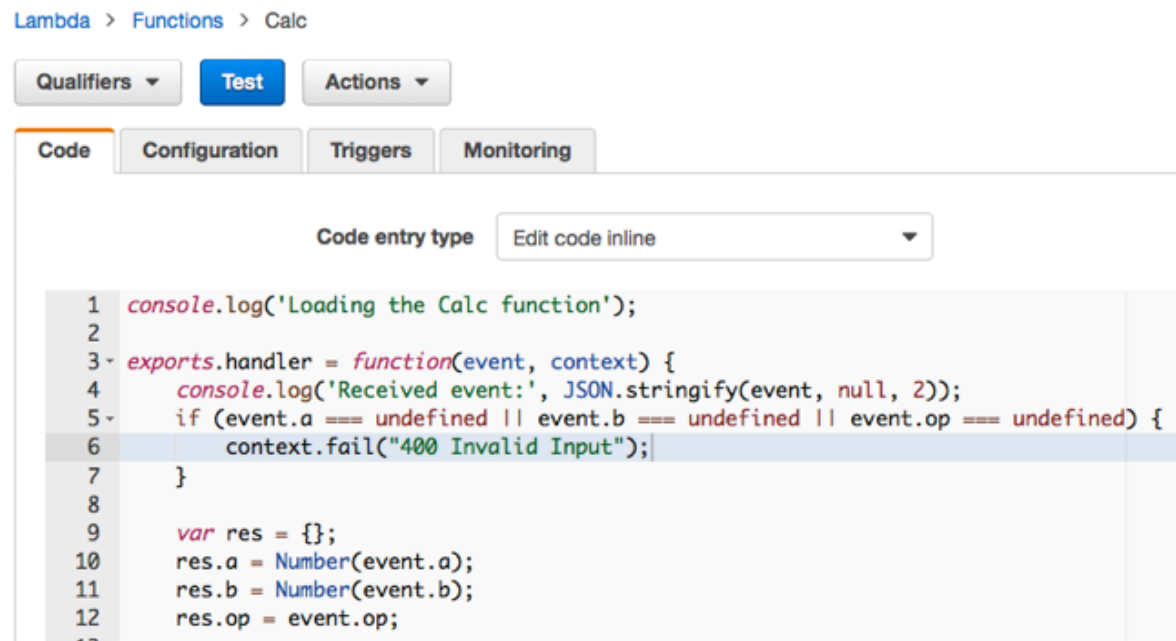 Lambda > Functions > Calc
Qualifiers Test Actions
Code Configuration Triggers Monitoring
Code entry type Edit code inline
1 console.log('Loading the Calc function');
2
3 exports.handler = function(event, context) {
4 console.log('Received event:', JSON.stringify(event, null, 2));
5 if (event.a === undefined || event.b === undefined || event.op === undefined) {
6 context.fail("400 Invalid Input");
7 }
8
9 var res = {};
10 res.a = Number(event.a);
11 res.b = Number(event.b);
12 res.op = event.op;